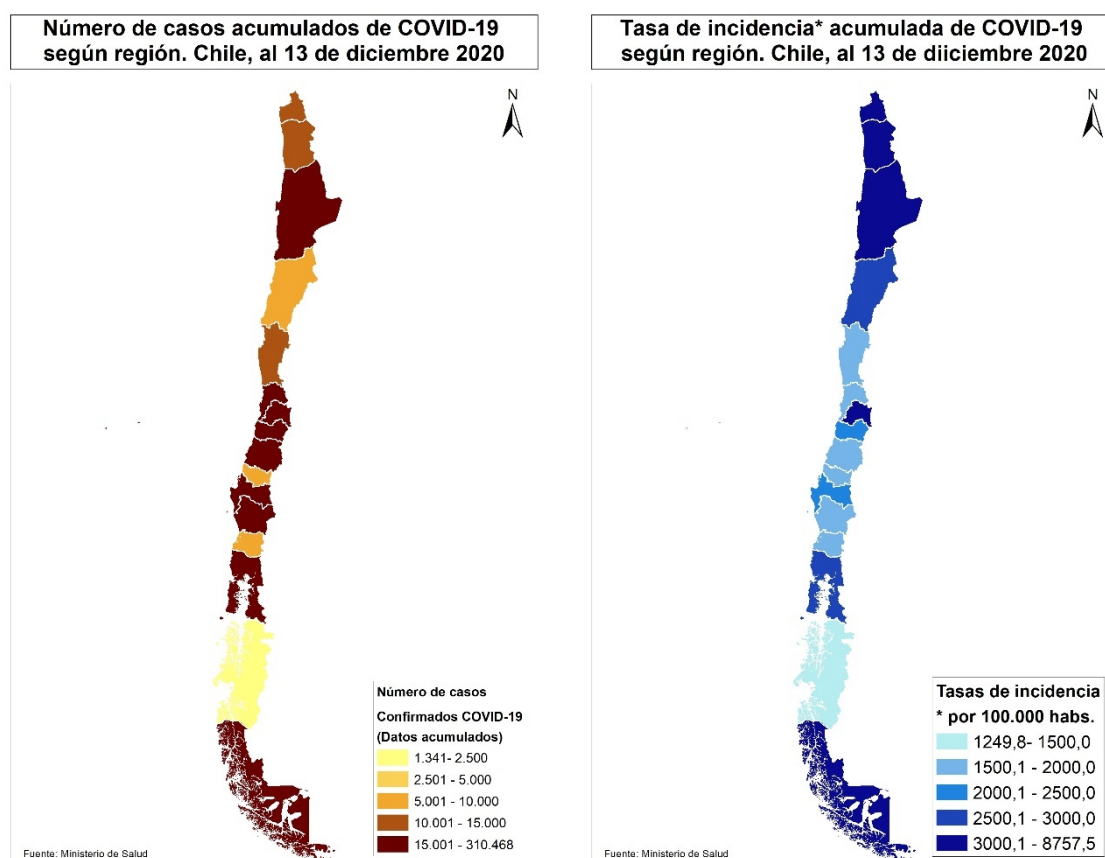 Número de casos acumulados de COVID-19
según región. Chile, al 13 de diciembre 2020
N
Número de casos
Confirmados COVID-19
(Datos acumulados)
1.341- 2.500
2.501 - 5.000
5.001 - 10.000
10.001 - 15.000
15.001 - 310.468
Fuente: Ministerio de Salud
Tasa de incidencia* acumulada de COVID-19
según región. Chile, al 13 de diiciembre 2020
N
Tasas de incidencia
* por 100.000 habs.
1249,8- 1500,0
1500,1 - 2000,0
2000,1 - 2500,0
2500,1 - 3000,0
3000,1 - 8757,5
Fuente: Ministerio de Salud